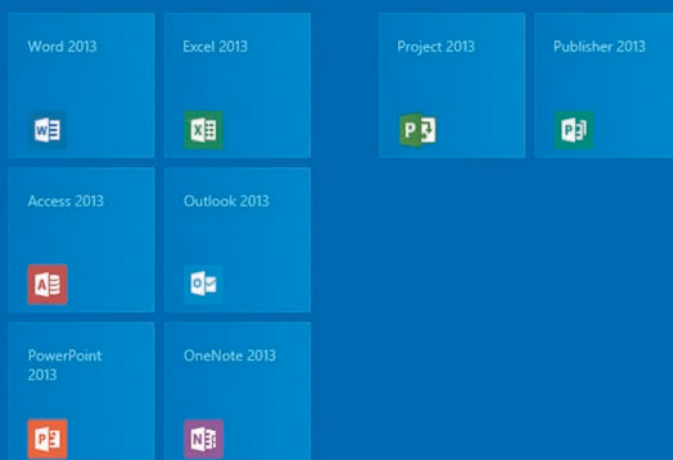 Word 2013
Excel 2013
Project 2013
Publisher 2013
W
X
P
P
Access 2013
Outlook 2013
A
O
PowerPoint
2013
OneNote 2013
P
N